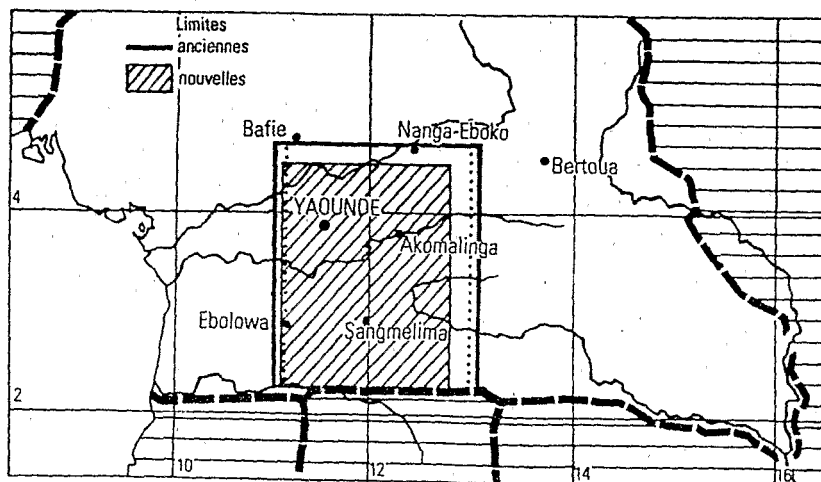 Limites
anciennes
nouvelles
Bafie
Nanga-Eboko
Bertoua
4
YAOUNDE
Akomalinga
Ebolowa
Sangmelima
2
10
12
14
16